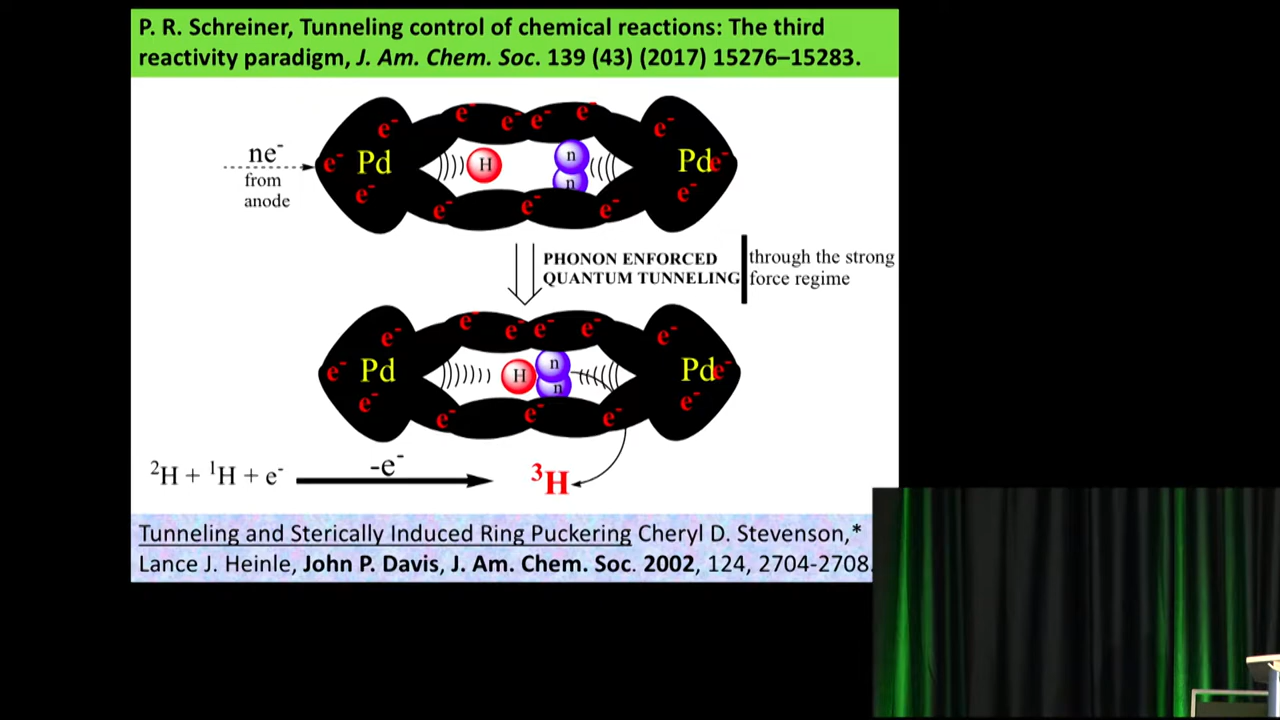 P. R. Schreiner, Tunneling control of chemical reactions: The third
reactivity paradigm, J. Am. Chem. Soc. 139 (43) (2017) 15276–15283.
e⁻ e⁻ e⁻ e⁻ e⁻ e⁻
ne⁻ e⁻ Pd H n Pd e⁻
from
anode
n
e⁻ e⁻ e⁻ e⁻ e⁻
PHONON ENFORCED
QUANTUM TUNNELING
through the strong
force regime
e⁻ e⁻ e⁻ e⁻ e⁻ e⁻
e⁻ Pd H n Pd e⁻
n
e⁻ e⁻ e⁻ e⁻ e⁻
²H + ¹H + e⁻ -e⁻ ³H
Tunneling and Sterically Induced Ring Puckering Cheryl D. Stevenson,*
Lance J. Heinle, John P. Davis, J. Am. Chem. Soc. 2002, 124, 2704-2708.